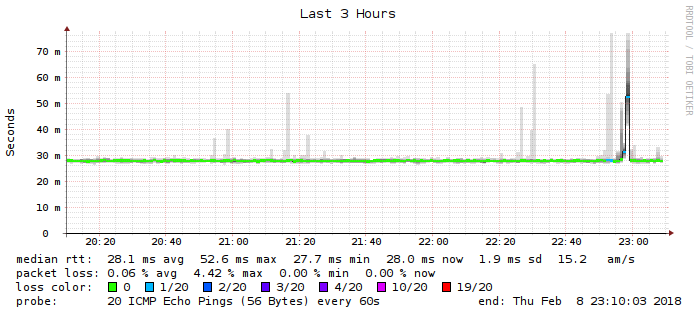 Last 3 Hours
RRDTOOL / TOBI OETIKER
Seconds
70 m
60 m
50 m
40 m
30 m
20 m
10 m
0
20:20 20:40 21:00 21:20 21:40 22:00 22:20 22:40 23:00
median rtt: 28.1 ms avg 52.6 ms max 27.7 ms min 28.0 ms now 1.9 ms sd 15.2 am/s
packet loss: 0.06 % avg 4.42 % max 0.00 % min 0.00 % now
loss color: 0 1/20 2/20 3/20 4/20 10/20 19/20
probe: 20 ICMP Echo Pings (56 Bytes) every 60s end: Thu Feb 8 23:10:03 2018